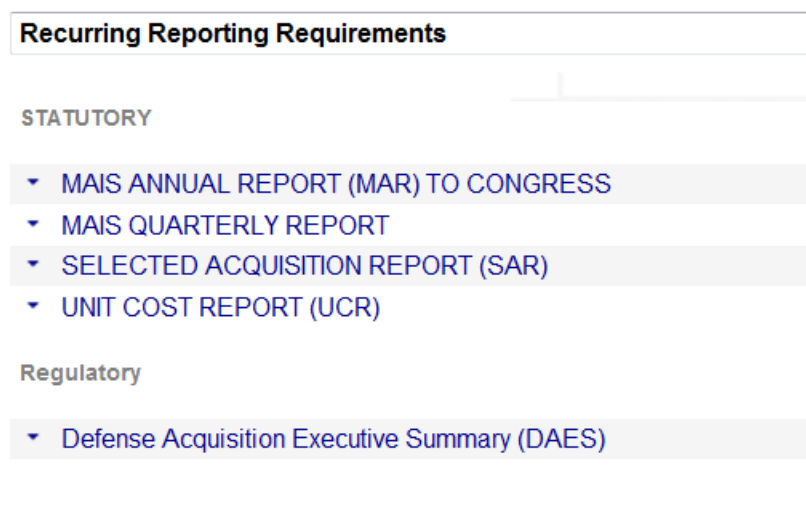 Recurring Reporting Requirements
STATUTORY
MAIS ANNUAL REPORT (MAR) TO CONGRESS
MAIS QUARTERLY REPORT
SELECTED ACQUISITION REPORT (SAR)
UNIT COST REPORT (UCR)
Regulatory
Defense Acquisition Executive Summary (DAES)